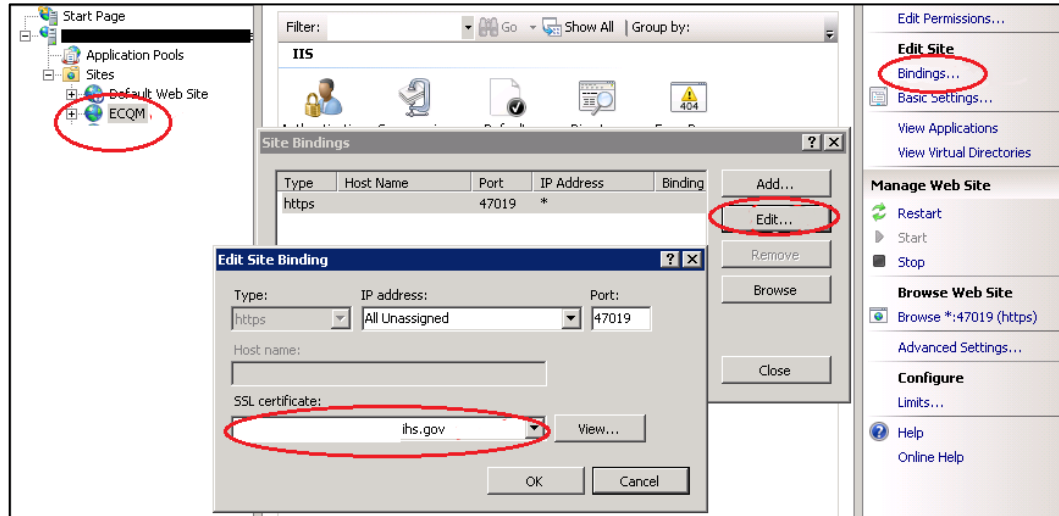 Start Page
Application Pools
Sites
Default Web Site
ECQM
Filter:
Go
Show All
Group by:
IIS
404
Site Bindings
Type Host Name Port IP Address Binding
https 47019 *
Add...
Edit...
Remove
Browse
Close
Edit Site Binding
Type: IP address: Port:
https All Unassigned 47019
Host name:
SSL certificate:
ihs.gov View...
OK Cancel
Edit Permissions...
Edit Site
Bindings...
Basic Settings...
View Applications
View Virtual Directories
Manage Web Site
Restart
Start
Stop
Browse Web Site
Browse *:47019 (https)
Advanced Settings...
Configure
Limits...
Help
Online Help